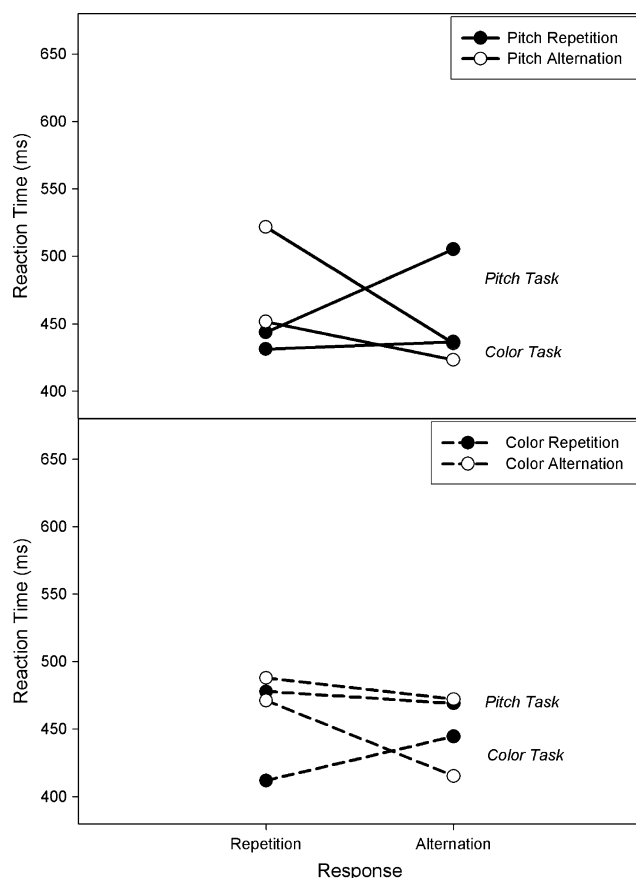 650
600
550
500
450
400
Reaction Time (ms)
Pitch Repetition
Pitch Alternation
Pitch Task
Color Task
650
600
550
500
450
400
Reaction Time (ms)
Color Repetition
Color Alternation
Pitch Task
Color Task
Repetition
Alternation
Response